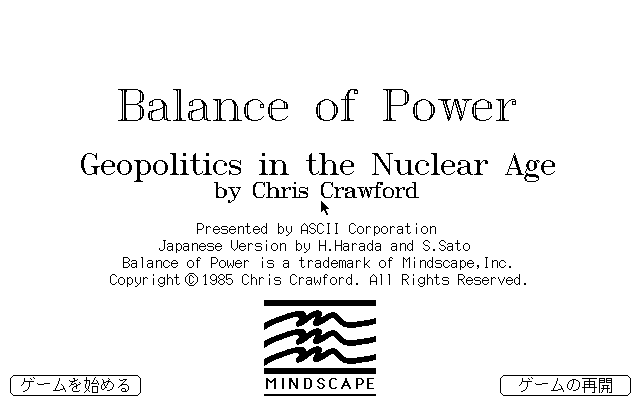 Balance of Power
Geopolitics in the Nuclear Age
by Chris Crawford
Presented by ASCII Corporation
Japanese Version by H.Harada and S.Sato
Balance of Power is a trademark of Mindscape,Inc.
Copyright ©1985 Chris Crawford. All Rights Reserved.
MINDSCAPE
ゲームを始める
ゲームの再開